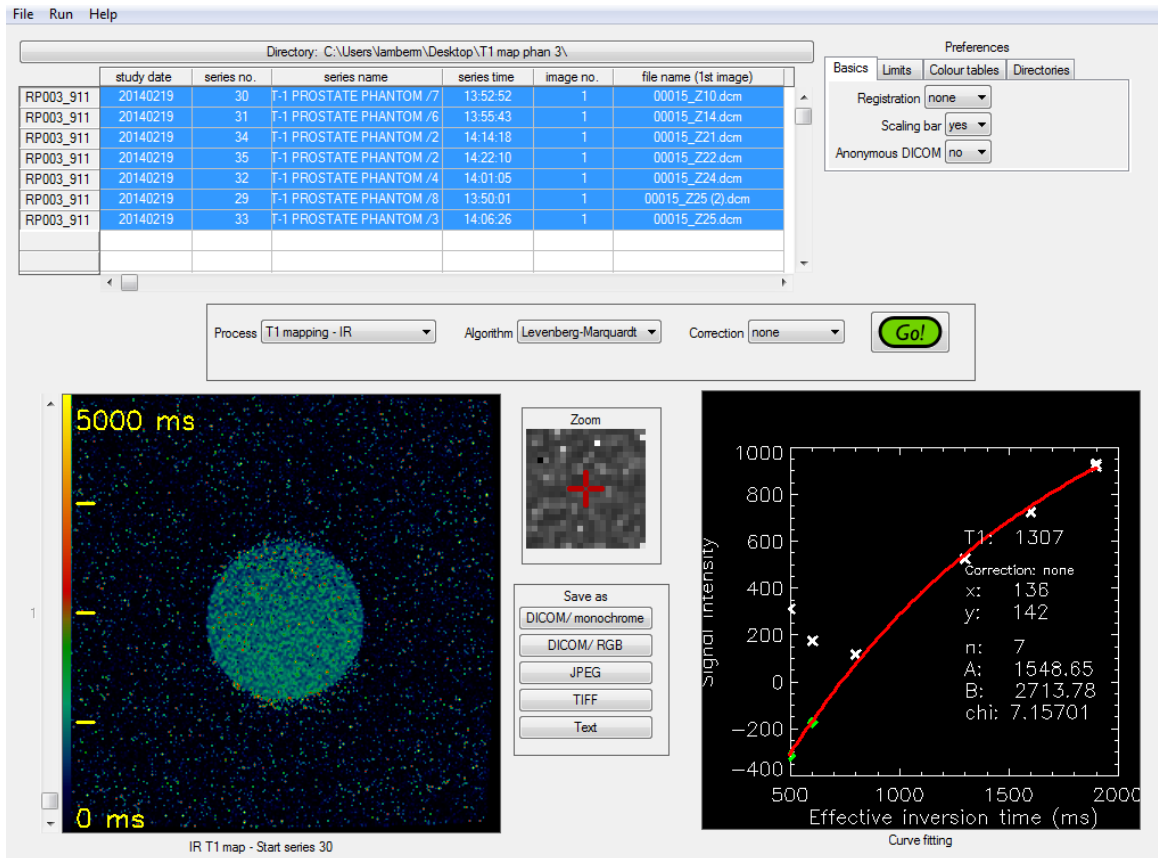 File Run Help
Directory: C:\Users\lamberm\Desktop\T1 map phan 3\
study date series no. series name series time image no. file name (1st image)
RP003_911 20140219 30 T-1 PROSTATE PHANTOM /7 13:52:52 1 00015_Z10.dcm
RP003_911 20140219 31 T-1 PROSTATE PHANTOM /6 13:55:43 1 00015_Z14.dcm
RP003_911 20140219 34 T-1 PROSTATE PHANTOM /2 14:14:18 1 00015_Z21.dcm
RP003_911 20140219 35 T-1 PROSTATE PHANTOM /2 14:22:10 1 00015_Z22.dcm
RP003_911 20140219 32 T-1 PROSTATE PHANTOM /4 14:01:05 1 00015_Z24.dcm
RP003_911 20140219 29 T-1 PROSTATE PHANTOM /8 13:50:01 1 00015_Z25 (2).dcm
RP003_911 20140219 33 T-1 PROSTATE PHANTOM /3 14:06:26 1 00015_Z25.dcm
Preferences
Basics Limits Colour tables Directories
Registration none
Scaling bar yes
Anonymous DICOM no
Process T1 mapping - IR Algorithm Levenberg-Marquardt Correction none Go!
5000 ms
1
0 ms
IR T1 map - Start series 30
Zoom
Save as
DICOM/ monochrome
DICOM/ RGB
JPEG
TIFF
Text
Signal intensity
1000
800
600
400
200
0
−200
−400
T1: 1307
Correction: none
x: 136
y: 142
n: 7
A: 1548.65
B: 2713.78
chi: 7.15701
500 1000 1500 2000
Effective inversion time (ms)
Curve fitting